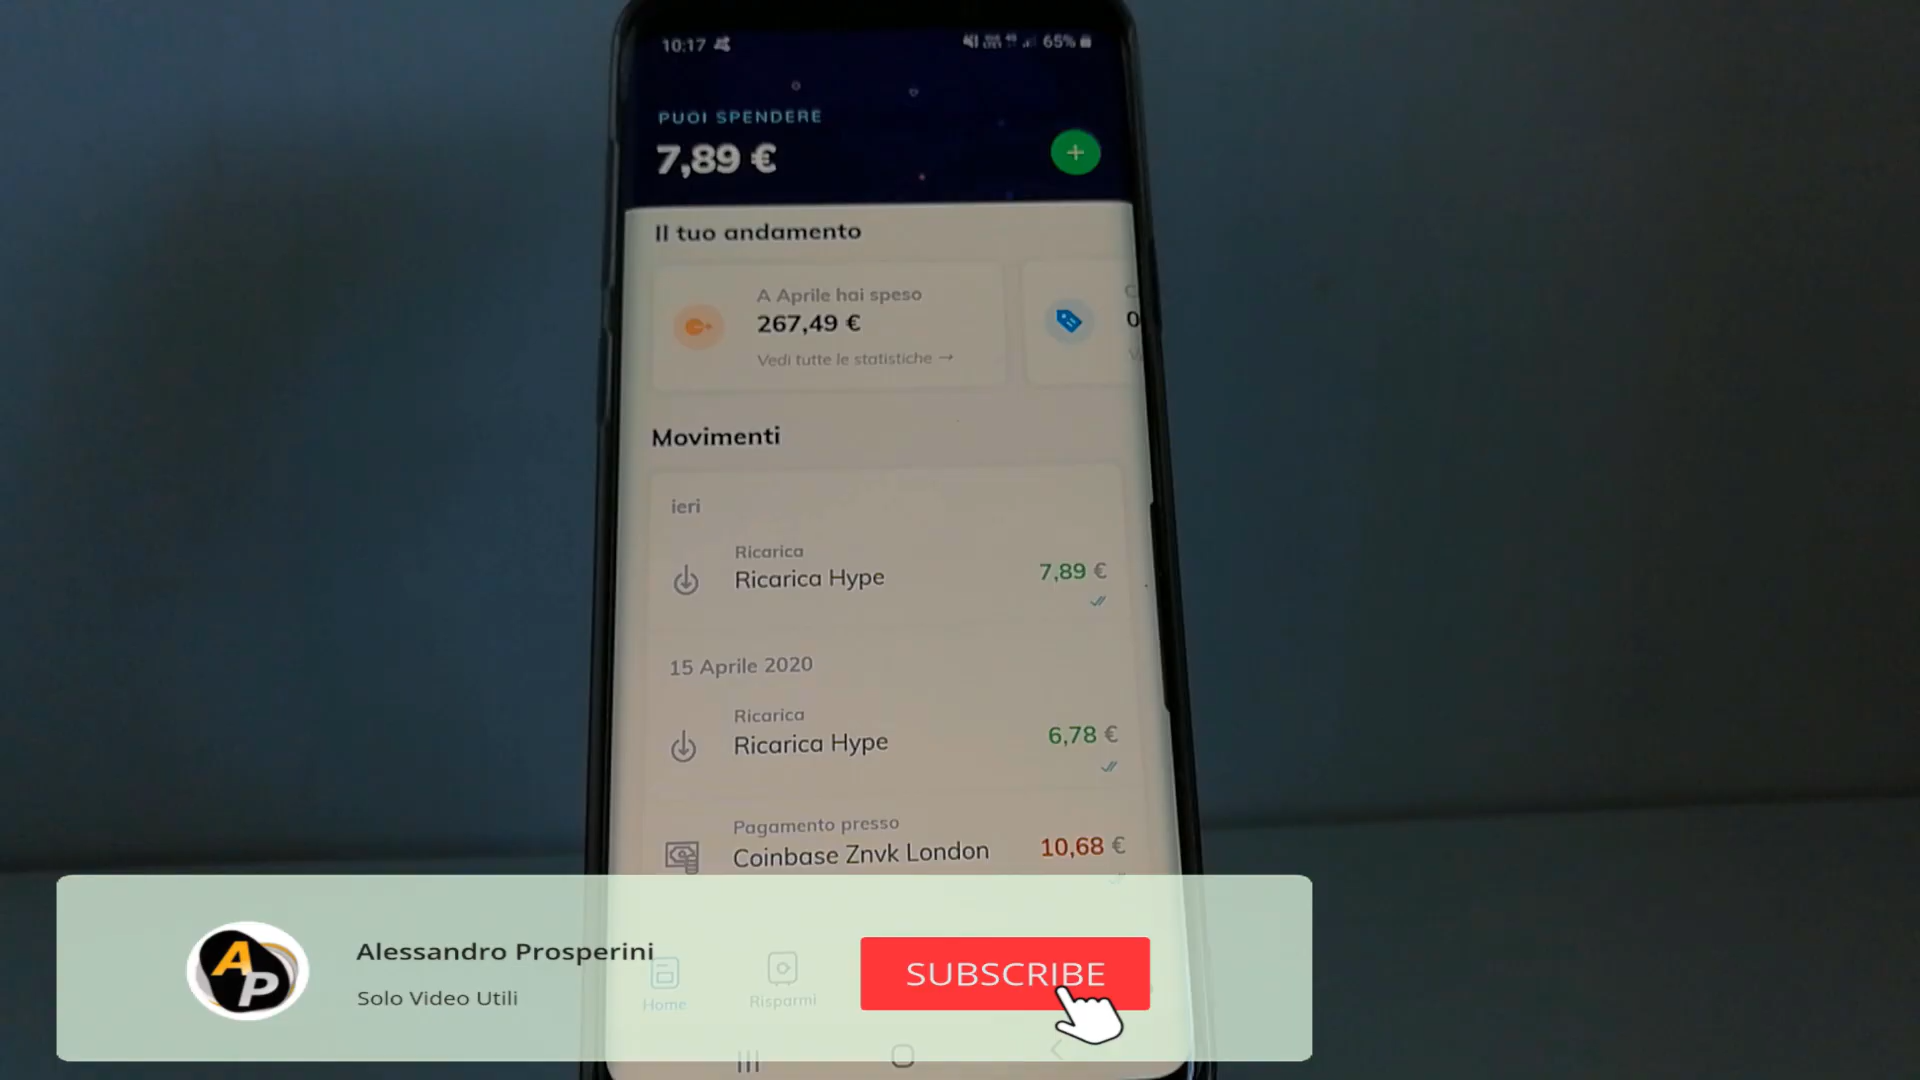 10:17
65%
PUOI SPENDERE
7,89 €
+
Il tuo andamento
A Aprile hai speso
267,49 €
Vedi tutte le statistiche →
Movimenti
ieri
Ricarica
Ricarica Hype
7,89 €
15 Aprile 2020
Ricarica
Ricarica Hype
6,78 €
Pagamento presso
Coinbase Znvk London
10,68 €
AP
Alessandro Prosperini
Solo Video Utili
Home
Risparmi
SUBSCRIBE